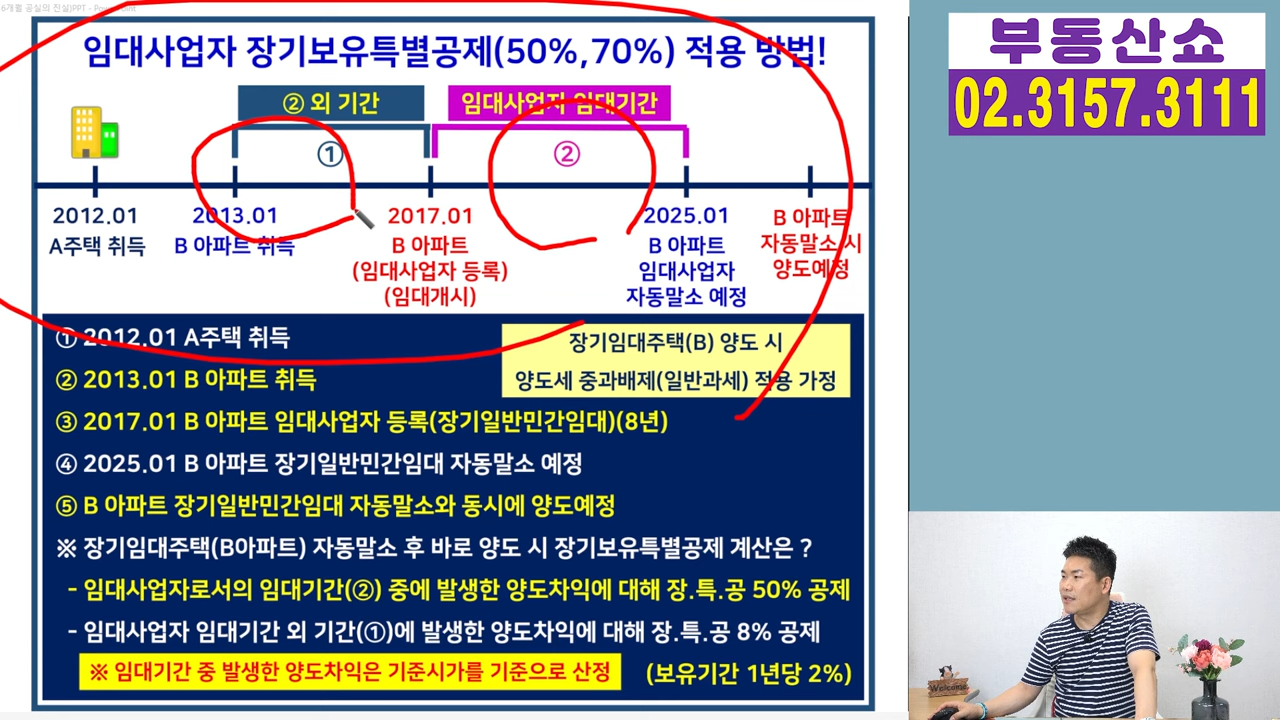 6개월 공실의 진실)PPT - PowerPoint
임대사업자 장기보유특별공제(50%,70%) 적용 방법!
② 외 기간
임대사업자 임대기간
①
②
2012.01
A주택 취득
2013.01
B 아파트 취득
2017.01
B 아파트
(임대사업자 등록)
(임대개시)
2025.01
B 아파트
임대사업자
자동말소 예정
B 아파트
자동말소 시
양도예정
① 2012.01 A주택 취득
② 2013.01 B 아파트 취득
③ 2017.01 B 아파트 임대사업자 등록(장기일반민간임대)(8년)
④ 2025.01 B 아파트 장기일반민간임대 자동말소 예정
⑤ B 아파트 장기일반민간임대 자동말소와 동시에 양도예정
장기임대주택(B) 양도 시
양도세 중과배제(일반과세) 적용 가정
※ 장기임대주택(B아파트) 자동말소 후 바로 양도 시 장기보유특별공제 계산은 ?
- 임대사업자로서의 임대기간(②) 중에 발생한 양도차익에 대해 장.특.공 50% 공제
- 임대사업자 임대기간 외 기간(①)에 발생한 양도차익에 대해 장.특.공 8% 공제
※ 임대기간 중 발생한 양도차익은 기준시가를 기준으로 산정
(보유기간 1년당 2%)
부동산쇼
02.3157.3111
Welcome